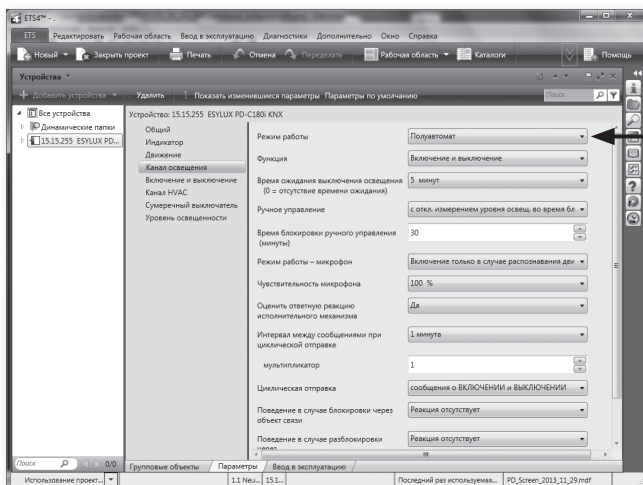 ETS4™ - .
ETS Редактировать Рабочая область Ввод в эксплуатацию Диагностики Дополнительно Окно Справка
Новый Закрыть проект Печать Отмена Переделать Рабочая область Каталоги Помощь
Устройства
Добавить устройства Удалить Показать изменившиеся параметры Параметры по умолчанию Поиск
Все устройства
Динамические папки
15.15.255 ESYLUX PD...
Устройство: 15.15.255 ESYLUX PD-C180i KNX
Общий
Индикатор
Движение
Канал освещения
Включение и выключение
Канал HVAC
Сумеречный выключатель
Уровень освещенности
Режим работы Полуавтомат
Функция Включение и выключение
Время ожидания выключения освещения 5 минут
(0 = отсутствие времени ожидания)
Ручное управление с откл. измерением уровня освещ. во время бл
Время блокировки ручного управления 30
(минуты)
Режим работы – микрофон Включение только в случае распознавания дви
Чувствительность микрофона 100 %
Оценить ответную реакцию Да
исполнительного механизма
Интервал между сообщениями при 1 минута
циклической отправке
мультипликатор 1
Циклическая отправка сообщения о ВКЛЮЧЕНИИ и ВЫКЛЮЧЕНИИ
Поведение в случае блокировки через Реакция отсутствует
объект связи
Поведение в случае разблокировки Реакция отсутствует
через
Поиск 0/0
Групповые объекты Параметры Ввод в эксплуатацию
Использование проект... 1.1 Neu... 15.1... Последний раз используемая... PD_Screen_2013_11_29.mdf